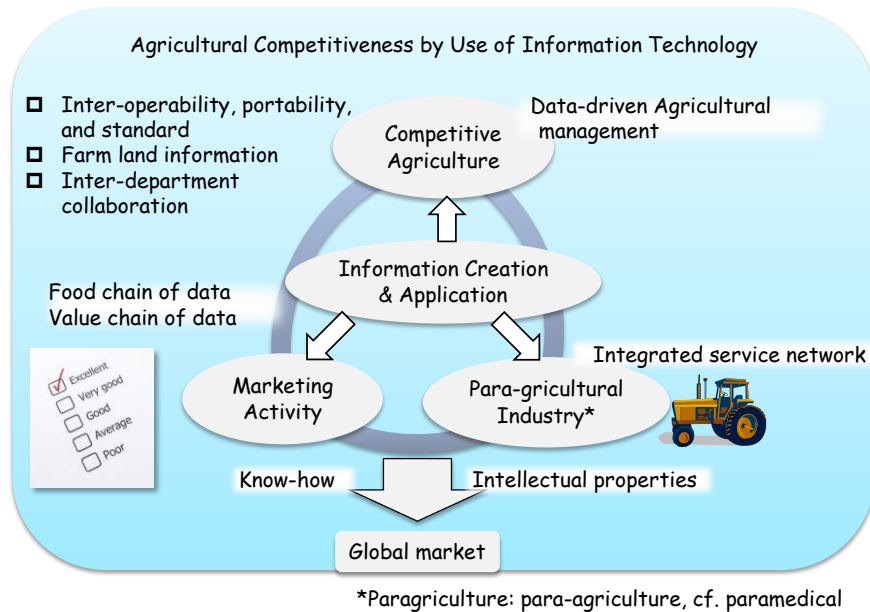 Agricultural Competitiveness by Use of Information Technology
Inter-operability, portability,
and standard
Farm land information
Inter-department
collaboration
Competitive
Agriculture
Data-driven Agricultural
management
Information Creation
& Application
Food chain of data
Value chain of data
Excellent
Very good
Good
Average
Poor
Marketing
Activity
Para-gricultural
Industry*
Integrated service network
Know-how
Intellectual properties
Global market
*Paragriculture: para-agriculture, cf. paramedical